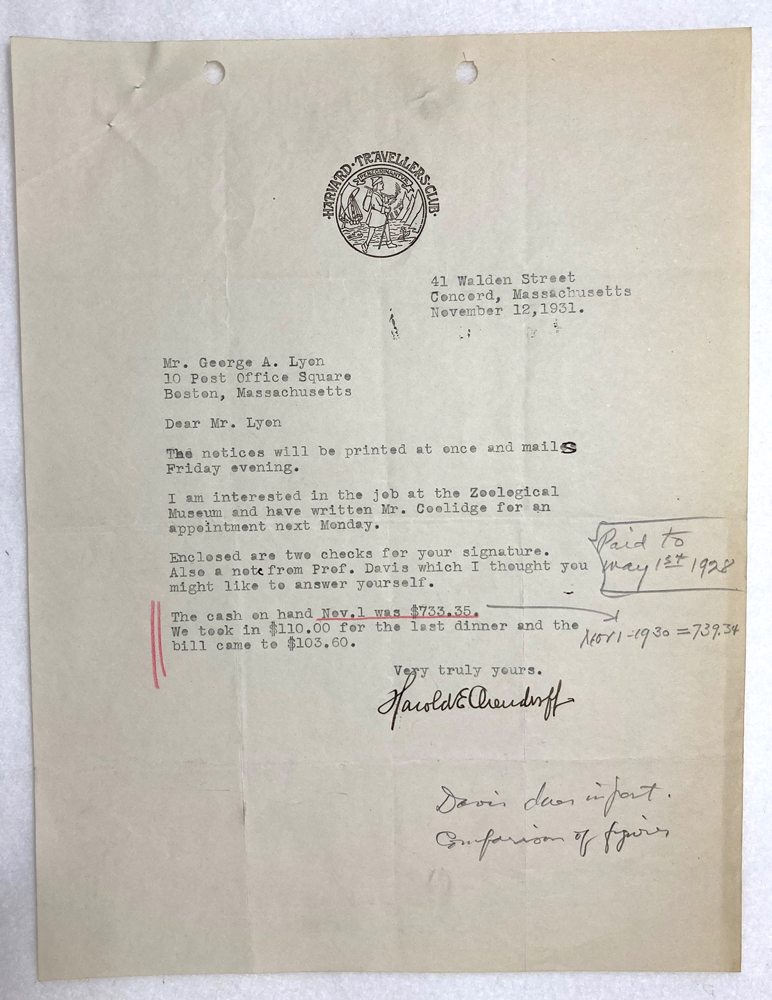 ·HARVARD·TRAVELLERS·CLUB·
41 Walden Street
Concord, Massachusetts
November 12,1931.
Mr. George A. Lyon
10 Post Office Square
Boston, Massachusetts
Dear Mr. Lyon
The notices will be printed at once and mails
Friday evening.
I am interested in the job at the Zoological
Museum and have written Mr. Coolidge for an
appointment next Monday.
Enclosed are two checks for your signature.
Also a note from Prof. Davis which I thought you
might like to answer yourself.
Paid to
May 1st 1928
The cash on hand Nov.1 was $733.35.
We took in $110.00 for the last dinner and the
bill came to $103.60.
Nov 1-1930 = 739.34
Very truly yours.
Harold E
Davis dues in part.
Comparison of figures